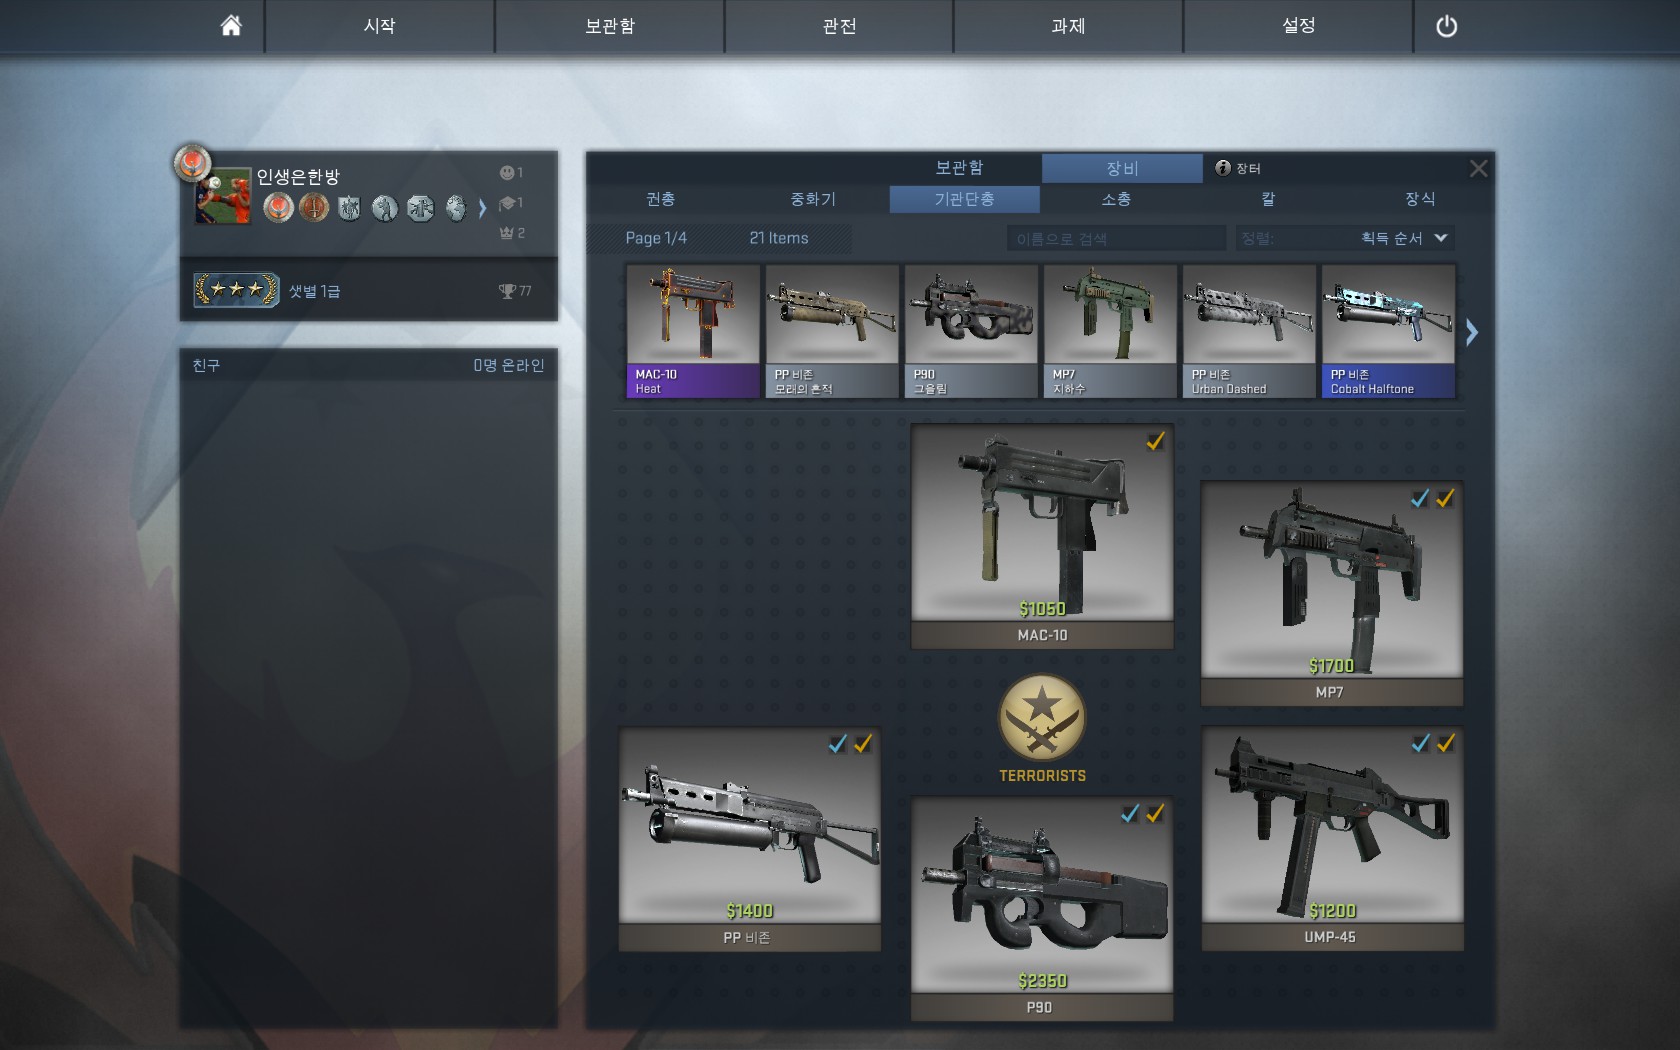 시작
보관함
관전
과제
설정
인생은한방
1
1
2
샛별 1급
77
친구
0명 온라인
보관함
장비
장터
권총
중화기
기관단총
소총
칼
장식
Page 1/4
21 Items
이름으로 검색
정렬:
획득 순서
MAC-10
Heat
PP 비존
모래의 흔적
P90
그을림
MP7
지하수
PP 비존
Urban Dashed
PP 비존
Cobalt Halftone
$1050
MAC-10
$1700
MP7
TERRORISTS
$1400
PP 비존
$2350
P90
$1200
UMP-45